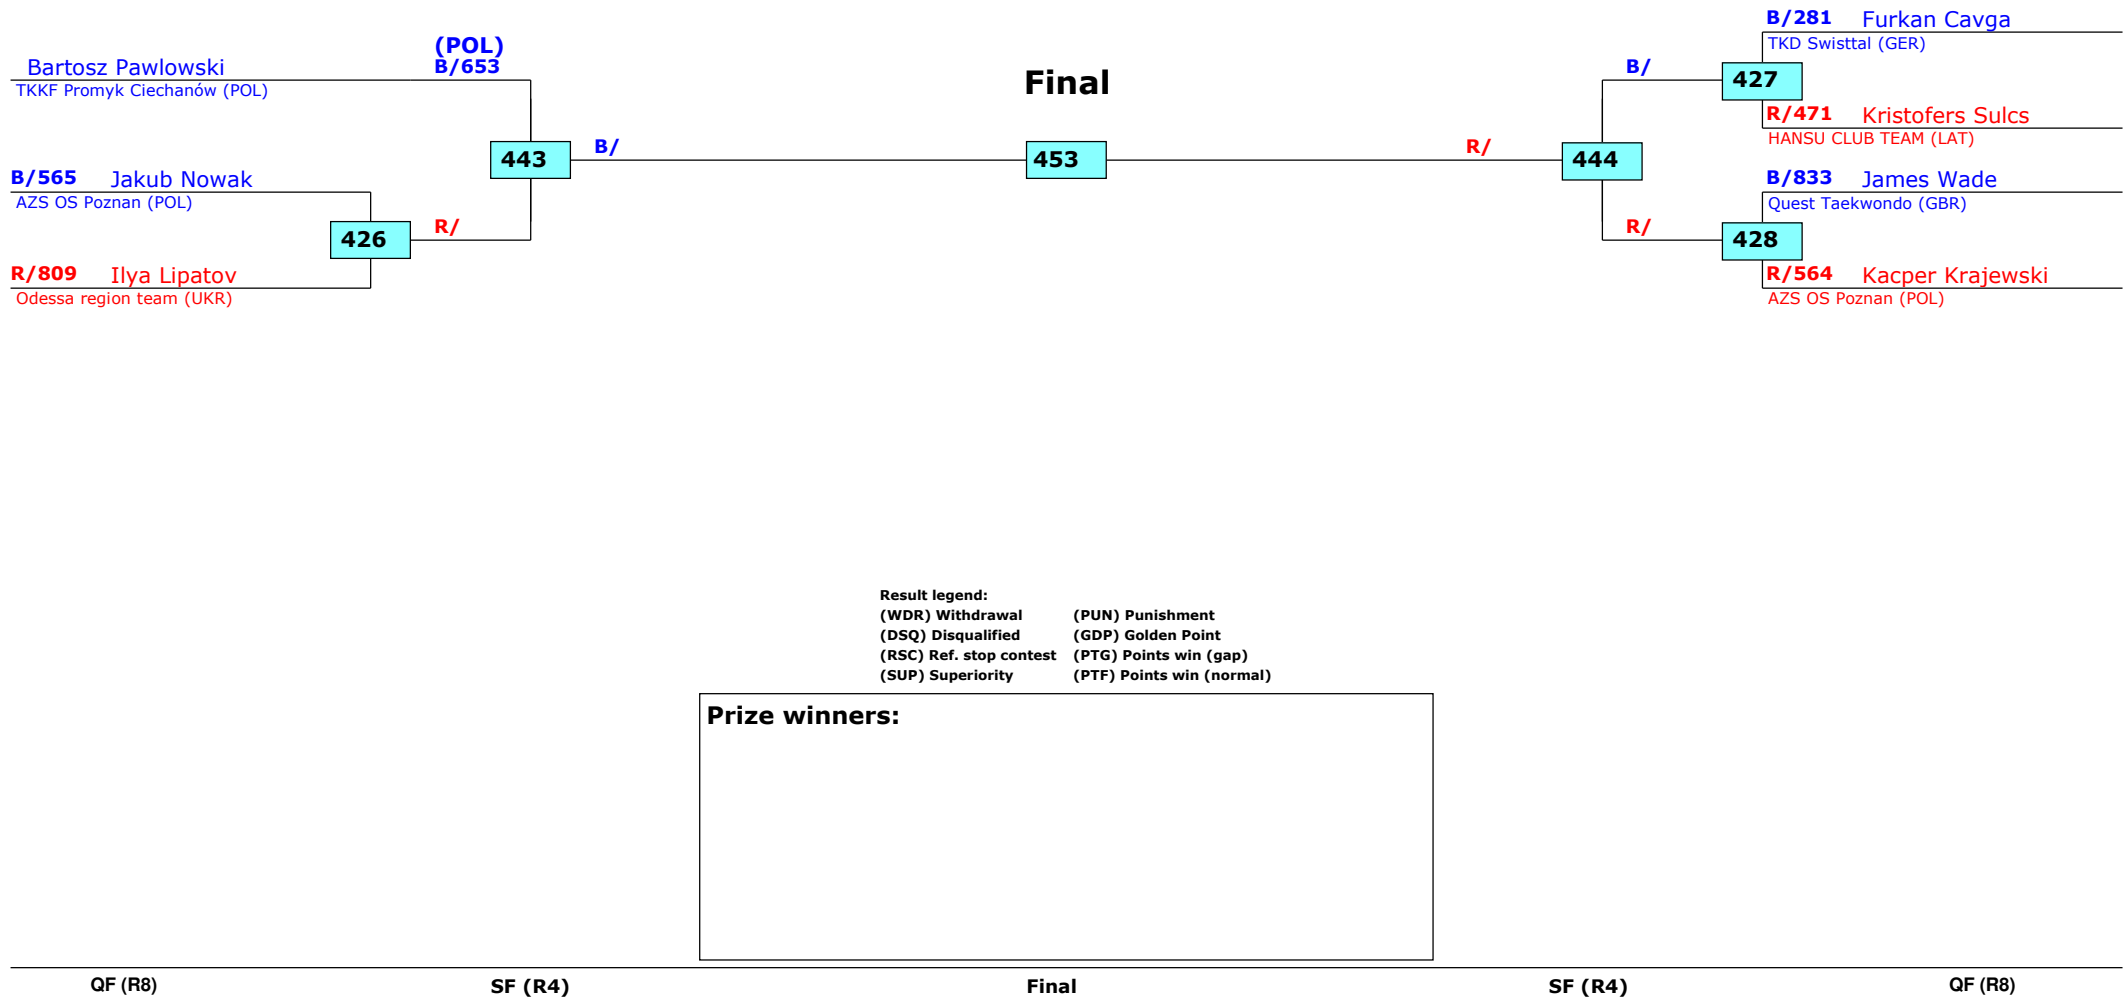 B/281 Furkan Cavga
TKD Swisttal (GER)
(POL)
Bartosz Pawlowski B/653
TKKF Promyk Ciechanów (POL)
Final
B/
427
R/471 Kristofers Sulcs
HANSU CLUB TEAM (LAT)
443
B/
453
R/
444
B/565 Jakub Nowak
AZS OS Poznan (POL)
B/833 James Wade
Quest Taekwondo (GBR)
426
R/
R/
428
R/809 Ilya Lipatov
Odessa region team (UKR)
R/564 Kacper Krajewski
AZS OS Poznan (POL)
Result legend:
(WDR) Withdrawal (PUN) Punishment
(DSQ) Disqualified (GDP) Golden Point
(RSC) Ref. stop contest (PTG) Points win (gap)
(SUP) Superiority (PTF) Points win (normal)
Prize winners:
QF (R8) SF (R4) Final SF (R4) QF (R8)